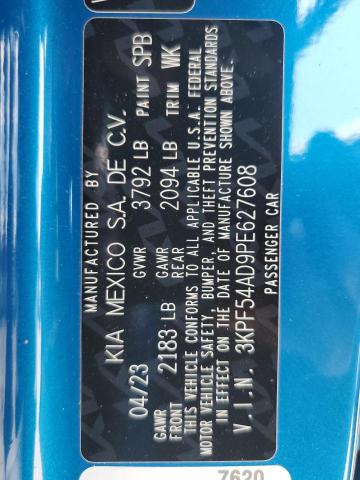 MANUFACTURED BY
KIA MEXICO S.A. DE C.V.
04/23 GVWR 3792 LB PAINT SPB
GAWR FRONT 2183 LB GAWR REAR 2094 LB TRIM WK
THIS VEHICLE CONFORMS TO ALL APPLICABLE U.S.A. FEDERAL
MOTOR VEHICLE SAFETY, BUMPER, AND THEFT PREVENTION STANDARDS
IN EFFECT ON THE DATE OF MANUFACTURE SHOWN ABOVE.
V.I.N. 3KPF54AD9PE627608
PASSENGER CAR
7620